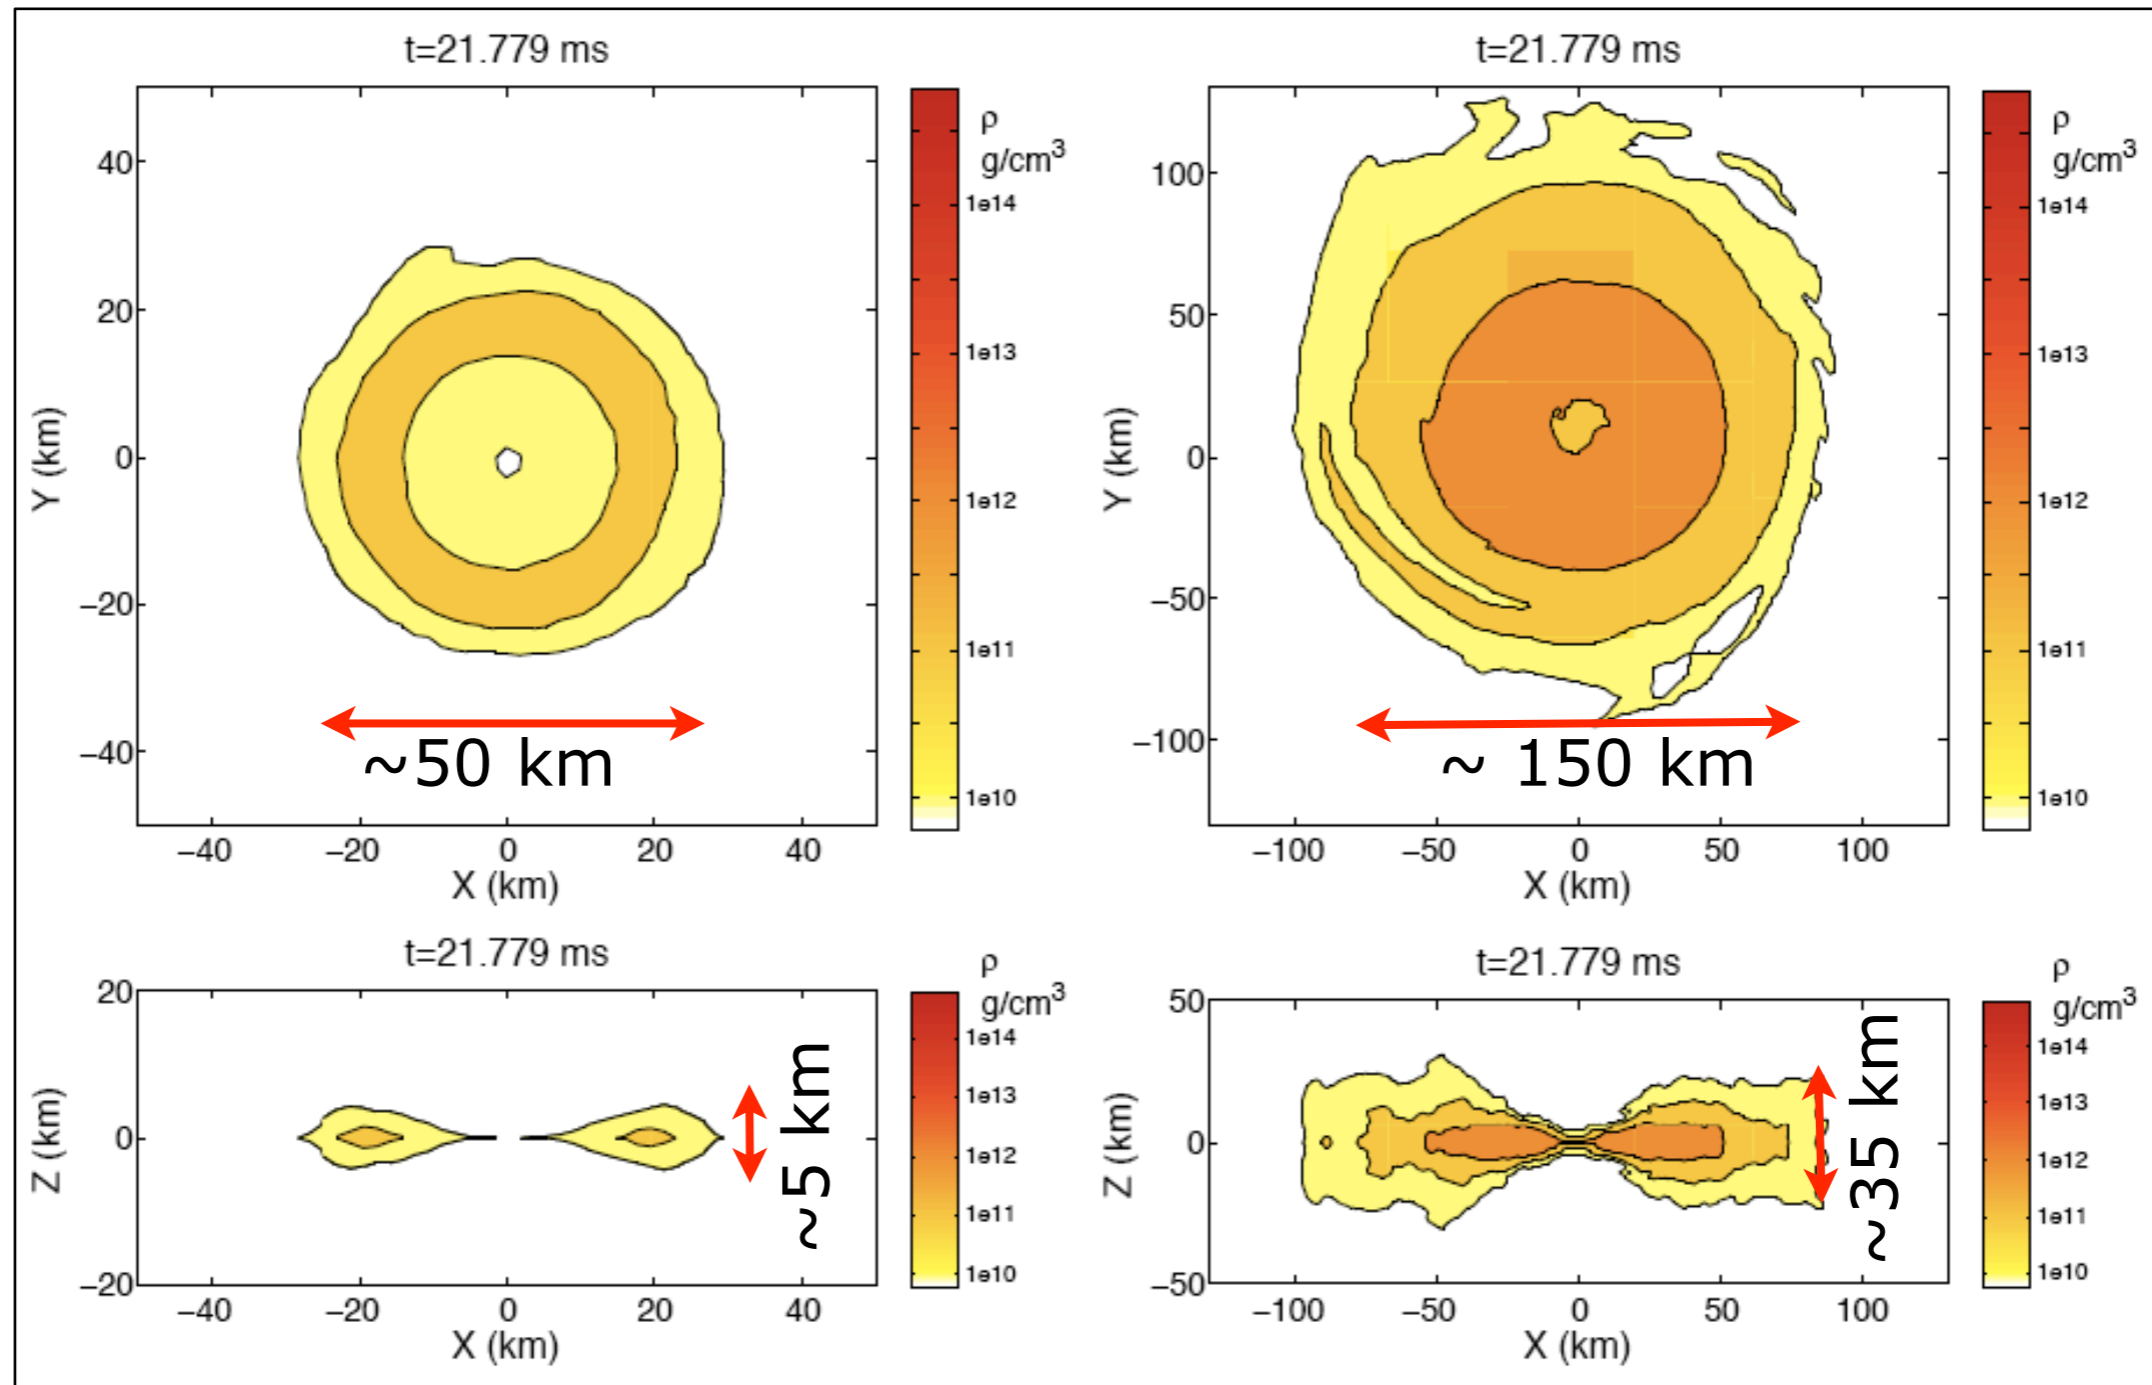 t=21.779 ms
ρ
g/cm3
1e14
1e13
1e12
1e11
1e10
40
20
0
−20
−40
Y (km)
−40 −20 0 20 40
X (km)
~50 km
t=21.779 ms
ρ
g/cm3
1e14
1e13
1e12
1e11
1e10
100
50
0
−50
−100
Y (km)
−100 −50 0 50 100
X (km)
~ 150 km
t=21.779 ms
ρ
g/cm3
1e14
1e13
1e12
1e11
1e10
20
0
−20
Z (km)
−40 −20 0 20 40
X (km)
~5 km
t=21.779 ms
ρ
g/cm3
1e14
1e13
1e12
1e11
1e10
50
0
−50
Z (km)
−100 −50 0 50 100
X (km)
~35 km